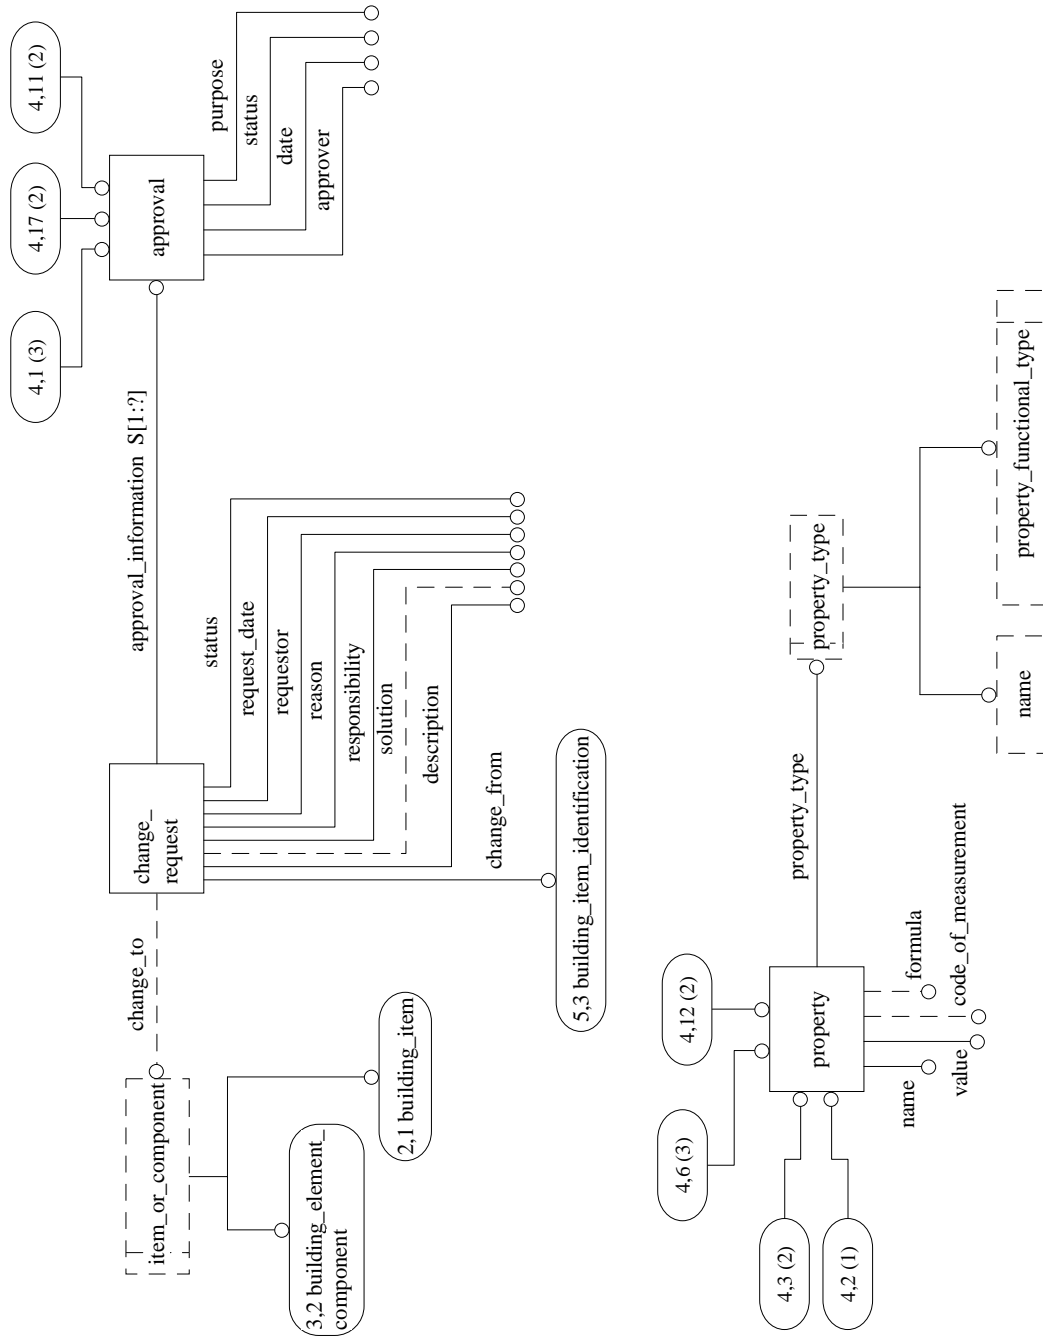 4,1 (3)
4,17 (2)
4,11 (2)
item_or_component
change_to
change_
request
approval_information  S[1:?]
approval
3,2 building_element_
component
2,1 building_item
status
request_date
requestor
reason
responsibility
solution
description
change_from
5,3 building_item_identification
purpose
status
date
approver
4,6 (3)
4,12 (2)
4,3 (2)
4,2 (1)
property
property_type
property_type
name
value
formula
code_of_measurement
name
property_functional_type